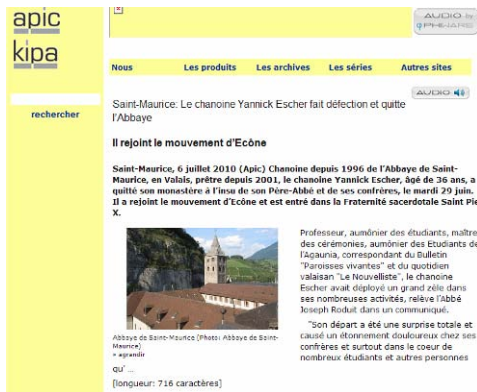 apic
kipa
AUDIO by
Nous Les produits Les archives Les séries Autres sites
rechercher
AUDIO
Saint-Maurice: Le chanoine Yannick Escher fait défection et quitte
l'Abbaye
Il rejoint le mouvement d'Ecône
Saint-Maurice, 6 juillet 2010 (Apic) Chanoine depuis 1996 de l'Abbaye de Saint-
Maurice, en Valais, prêtre depuis 2001, le chanoine Yannick Escher, âgé de 36 ans, a
quitté son monastère à l'insu de son Père-Abbé et de ses confrères, le mardi 29 juin.
Il a rejoint le mouvement d'Ecône et est entré dans la Fraternité sacerdotale Saint Pie
X.
Professeur, aumônier des étudiants, maître
des cérémonies, aumônier des Etudiants de
l'Agaunia, correspondant du Bulletin
"Paroisses vivantes" et du quotidien
valaisan "Le Nouvelliste", le chanoine
Escher avait déployé un grand zèle dans
ses nombreuses activités, relève l'Abbé
Joseph Roduit dans un communiqué.
"Son départ a été une surprise totale et
causé un étonnement douloureux chez ses
confrères et surtout dans le coeur de
nombreux étudiants et autres personnes
Abbaye de Saint-Maurice (Photo: Abbaye de Saint-
Maurice)
» agrandir
qu' ...
[longueur: 716 caractères]